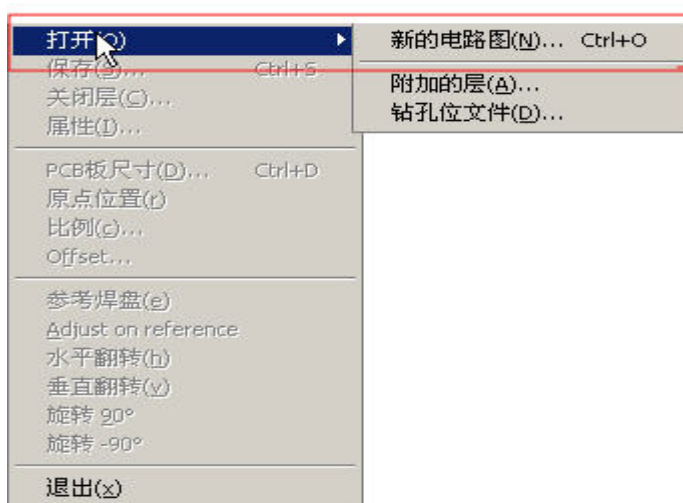 打开(O)
保存(S)... Ctrl+S
关闭层(C)...
属性(I)...
PCB板尺寸(D)... Ctrl+D
原点位置(r)
比例(c)...
Offset...
参考焊盘(e)
Adjust on reference
水平翻转(h)
垂直翻转(v)
旋转 90°
旋转 -90°
退出(x)
新的电路图(N)... Ctrl+O
附加的层(A)...
钻孔位文件(D)...